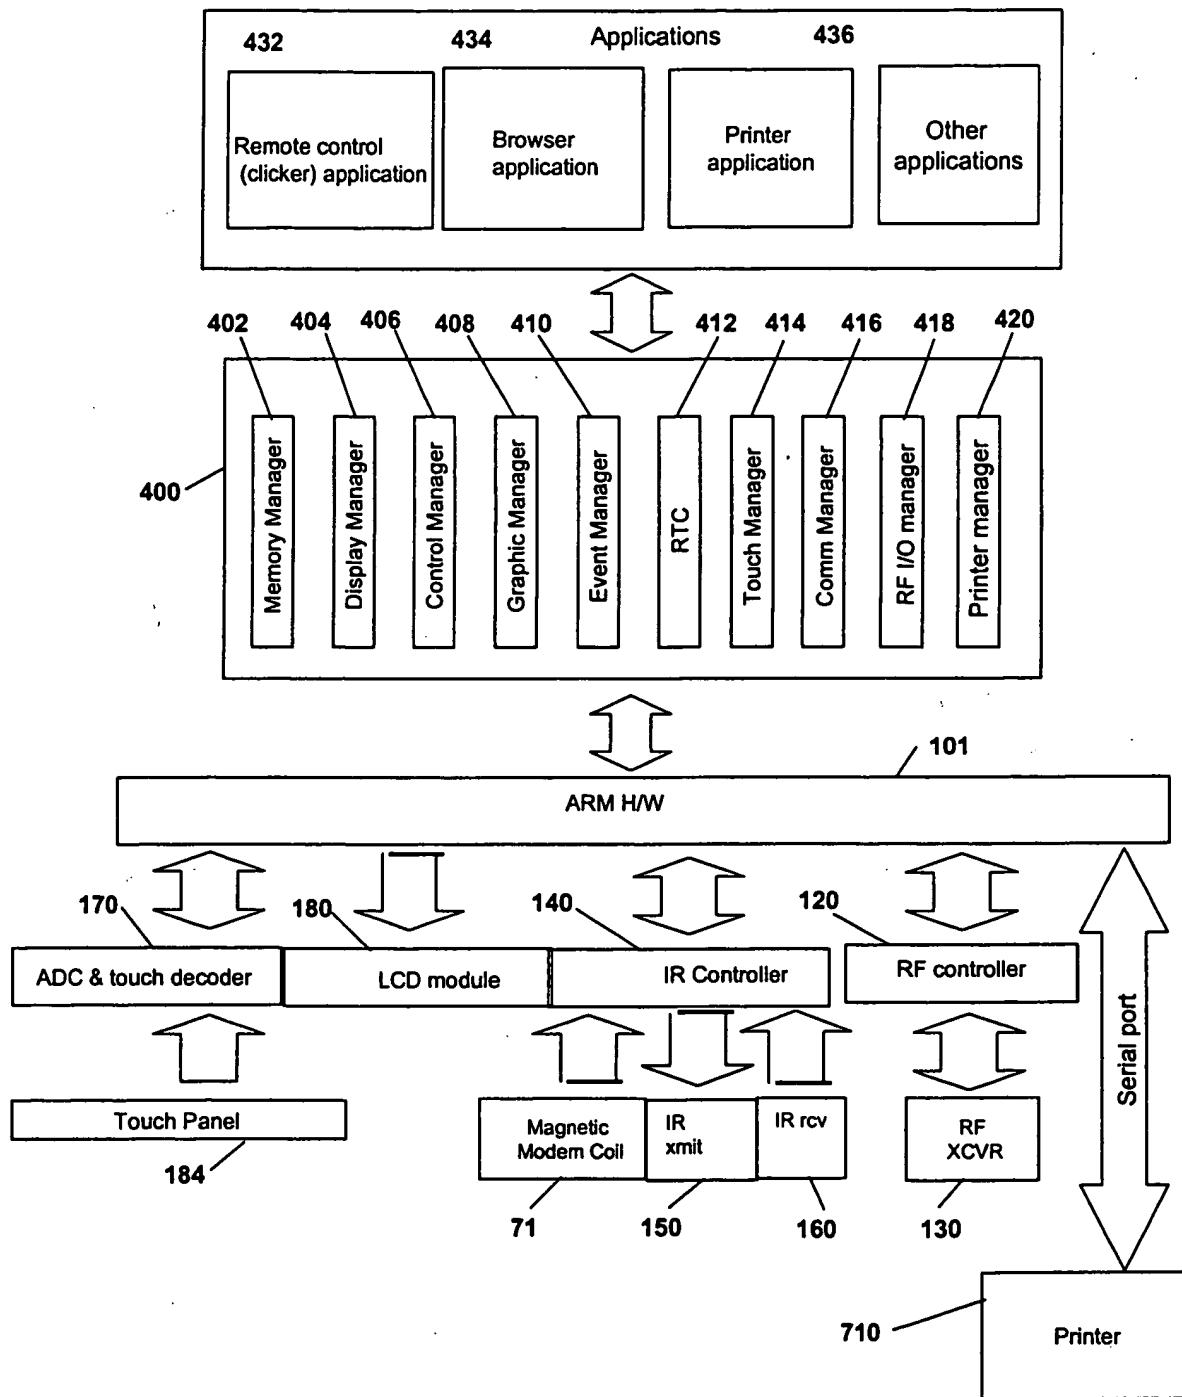 432 434 Applications 436
Remote control
(clicker) application
Browser
application
Printer
application
Other
applications
402 404 406 408 410 412 414 416 418 420
400
Memory Manager
Display Manager
Control Manager
Graphic Manager
Event Manager
RTC
Touch Manager
Comm Manager
RF I/O manager
Printer manager
101
ARM H/W
170 180 140 120
ADC & touch decoder
LCD module
IR Controller
RF controller
Serial port
Touch Panel
184
Magnetic
Modem Coil
IR
xmit
IR rcv
RF
XCVR
71 150 160 130
710
Printer